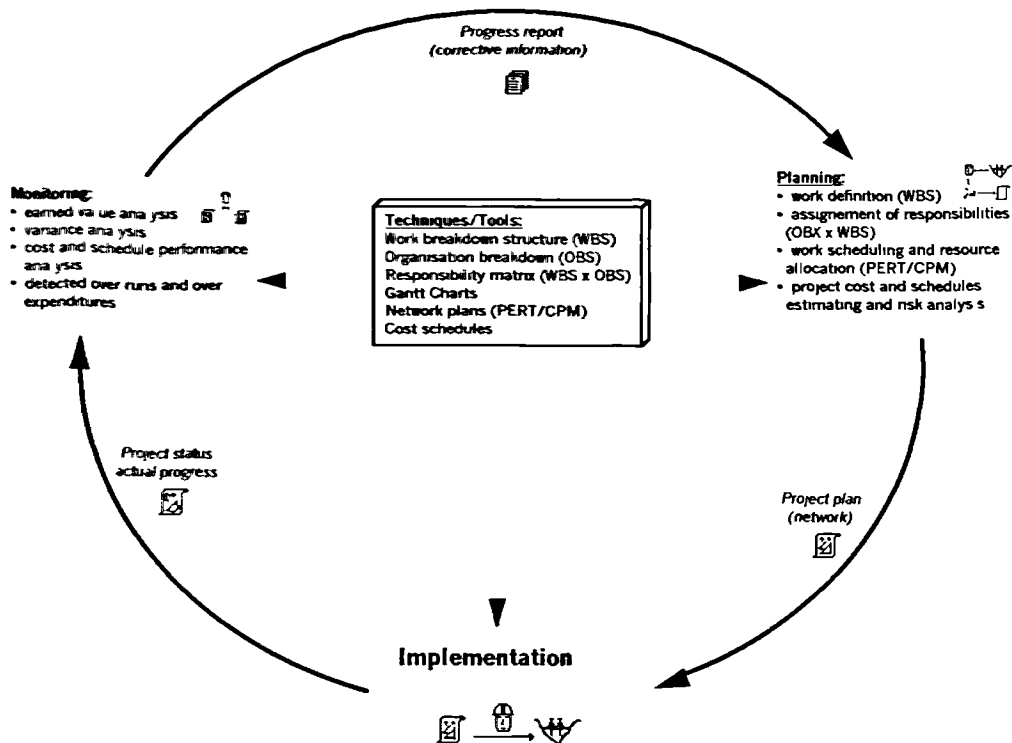 Progress report
(corrective information)
Monitoring:
• earned value analysis
• variance analysis
• cost and schedule performance
analysis
• detected over runs and over
expenditures
Techniques/Tools:
Work breakdown structure (WBS)
Organisation breakdown (OBS)
Responsibility matrix (WBS x OBS)
Gantt Charts
Network plans (PERT/CPM)
Cost schedules
Planning:
• work definition (WBS)
• assignement of responsibilities
(OBX x WBS)
• work scheduling and resource
allocation (PERT/CPM)
• project cost and schedules
estimating and risk analysis
Project status
actual progress
Project plan
(network)
Implementation